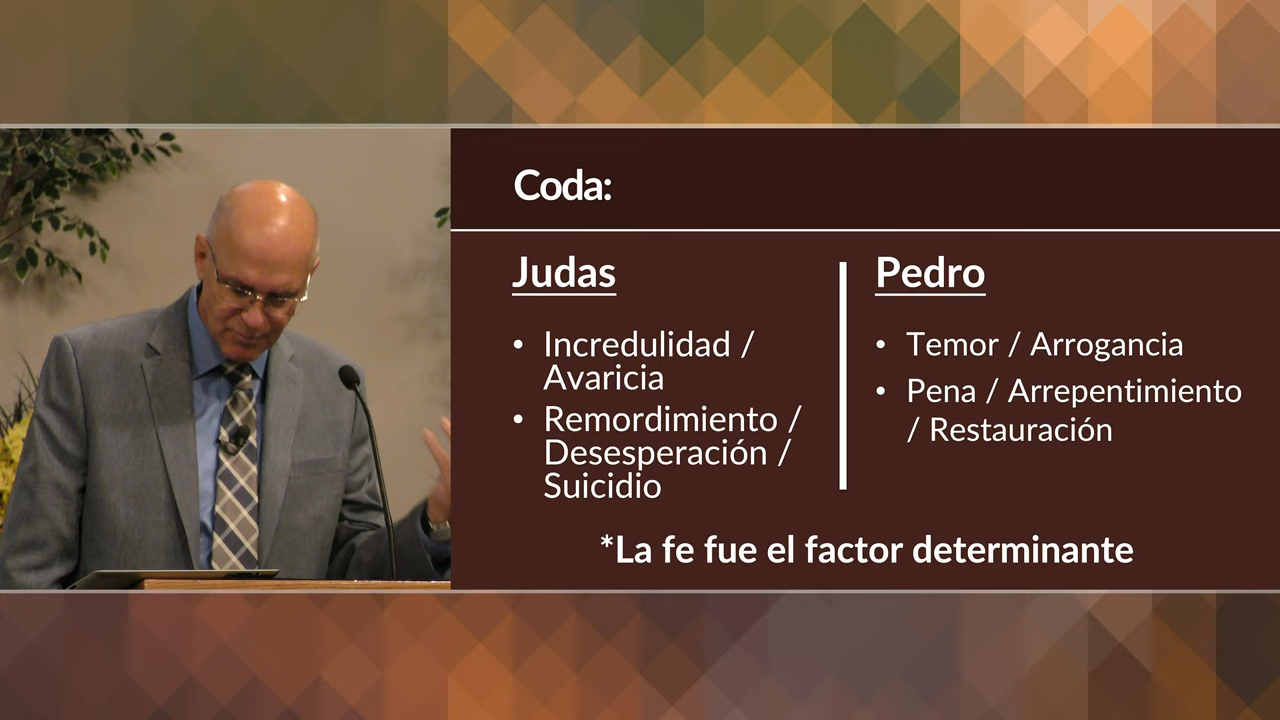 Coda:
Judas
• Incredulidad /
Avaricia
• Remordimiento /
Desesperación /
Suicidio
Pedro
• Temor / Arrogancia
• Pena / Arrepentimiento
/ Restauración
*La fe fue el factor determinante